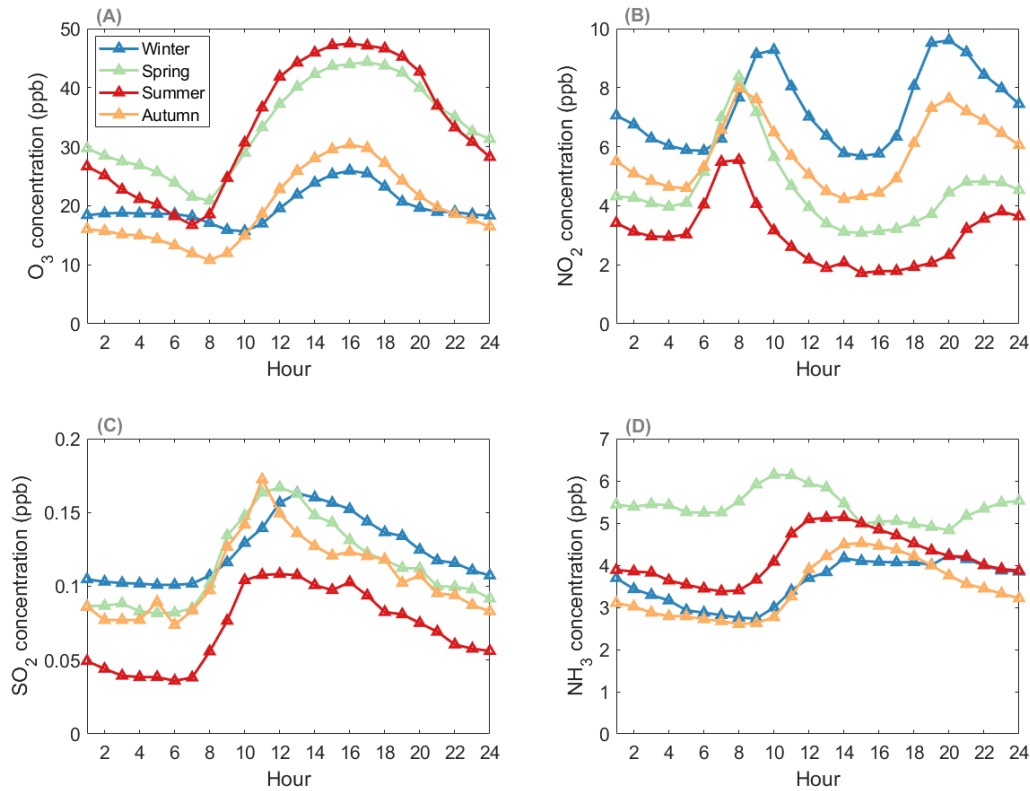 (A)
O3 concentration (ppb)
50
40
30
20
10
0
Winter
Spring
Summer
Autumn
2 4 6 8 10 12 14 16 18 20 22 24
Hour
(B)
NO2 concentration (ppb)
10
8
6
4
2
0
2 4 6 8 10 12 14 16 18 20 22 24
Hour
(C)
SO2 concentration (ppb)
0.2
0.15
0.1
0.05
0
2 4 6 8 10 12 14 16 18 20 22 24
Hour
(D)
NH3 concentration (ppb)
7
6
5
4
3
2
1
0
2 4 6 8 10 12 14 16 18 20 22 24
Hour